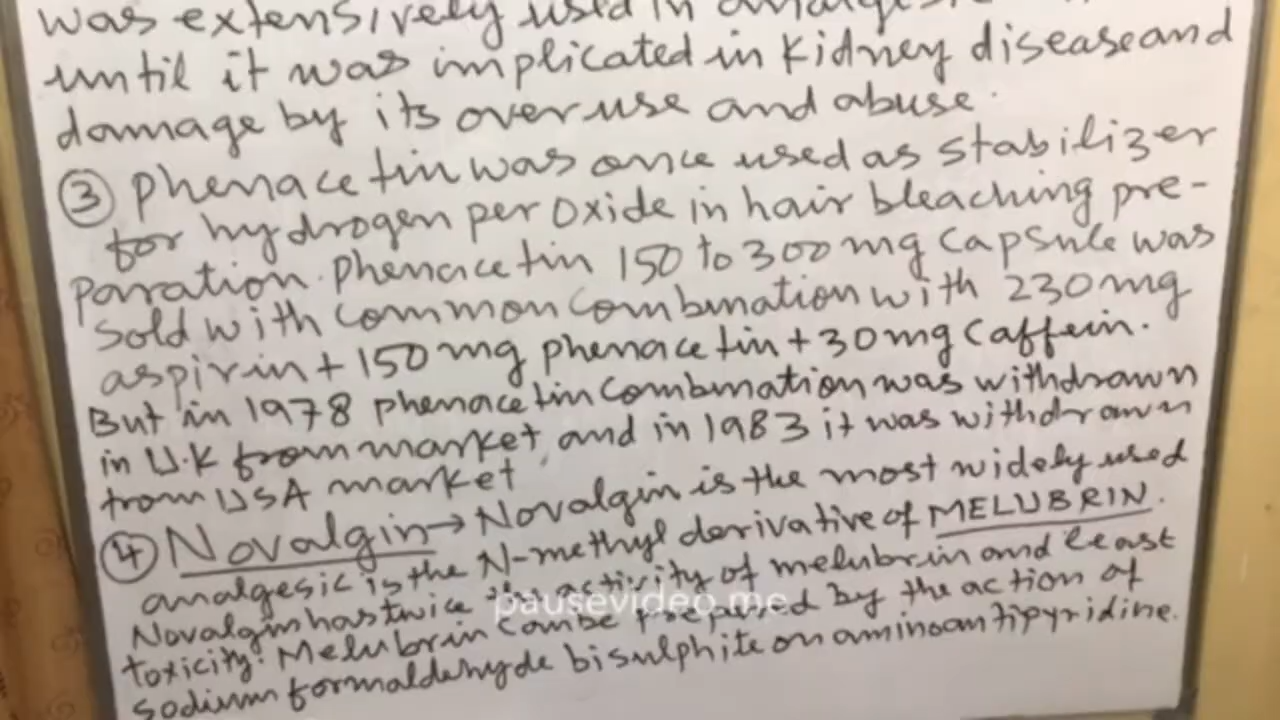 was extensively used in
until it was implicated in kidney disease and
damage by its over use and abuse.
③ Phenacetin was once used as stabilizer
for hydrogen peroxide in hair bleaching pre-
paration. Phenacetin 150 to 300 mg capsule was
sold with common combination with 230 mg
aspirin + 150 mg phenacetin + 30 mg caffein.
But in 1978 phenacetin combination was withdrawn
in U.K from market, and in 1983 it was withdrawn
from USA market
④ Novalgin → Novalgin is the most widely used
analgesic is the N-methyl derivative of MELUBRIN.
Novalgin has twice the activity of melubrin and least
toxicity. Melubrin can be prepared by the action of
sodium formaldehyde bisulphite on aminoantipyridine.
pausevideo.me